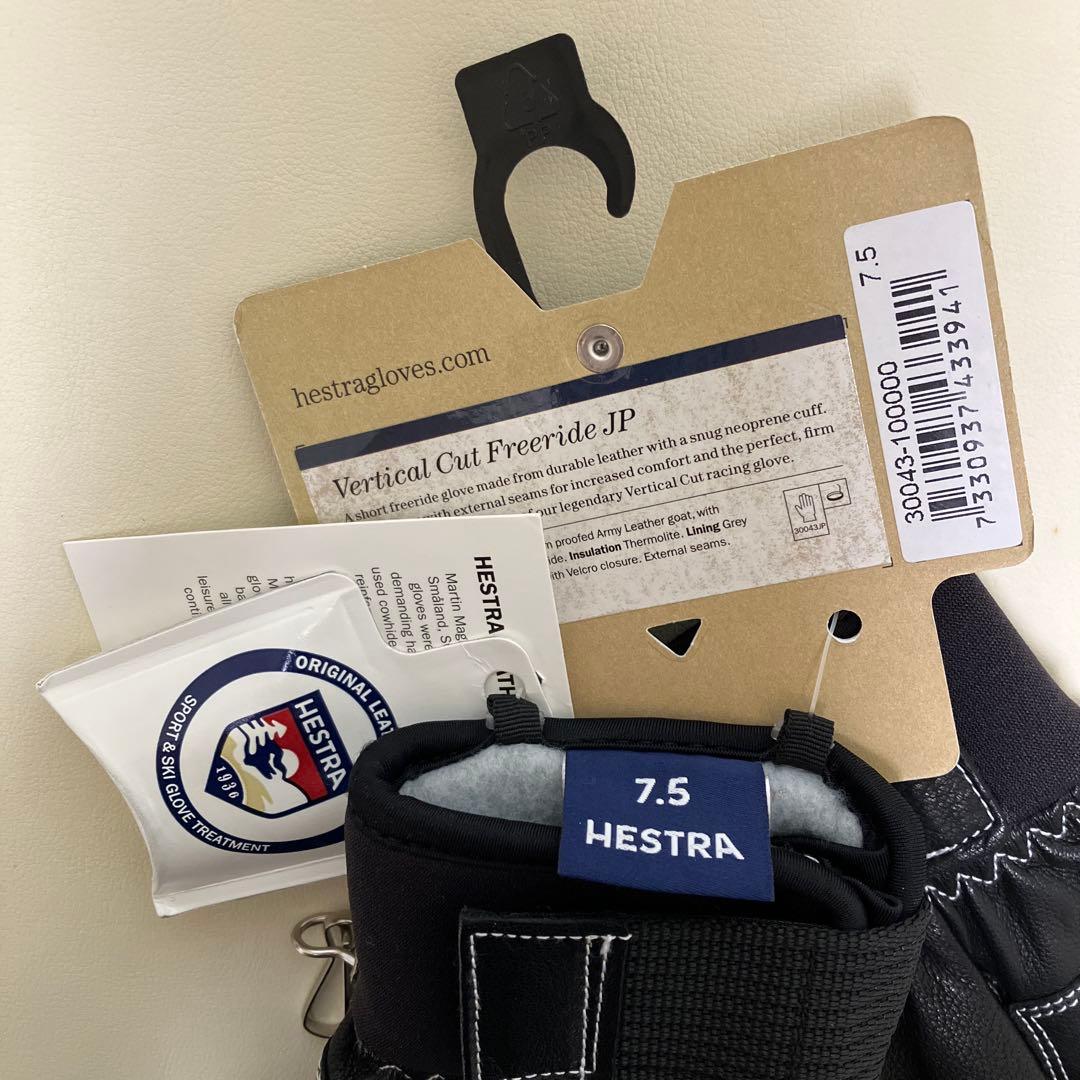 PP
hestragloves.com
Vertical Cut Freeride JP
A short freeride glove made from durable leather with a snug neoprene cuff.
with external seams for increased comfort and the perfect, firm
our legendary Vertical Cut racing glove.
proofed Army Leather goat, with
Insulation Thermolite. Lining Grey
with Velcro closure. External seams.
30043JP
7.5
30043-100000
7330937433941
HESTRA
Martin
Småland,
gloves were
demanding
used cowhide
leisure
ORIGINAL
SPORT & SKI GLOVE TREATMENT
HESTRA
1936
7.5
HESTRA